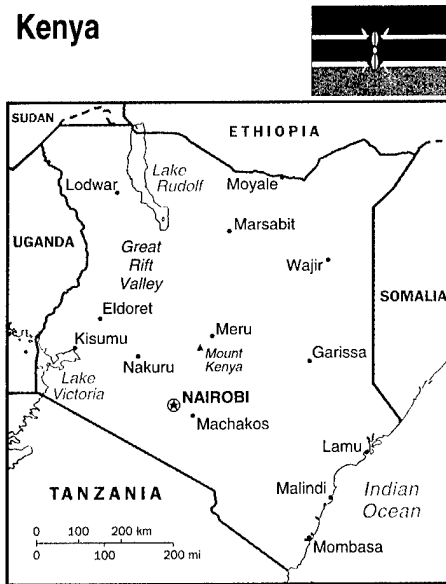 Kenya
SUDAN
ETHIOPIA
Lake
Rudolf
Lodwar
Moyale
Marsabit
UGANDA
Great
Rift
Valley
Wajir
SOMALIA
Eldoret
Kisumu
Meru
Mount
Kenya
Garissa
Nakuru
Lake
Victoria
NAIROBI
Machakos
Lamu
TANZANIA
Malindi
Indian
Ocean
Mombasa
0 100 200 km
0 100 200 mi